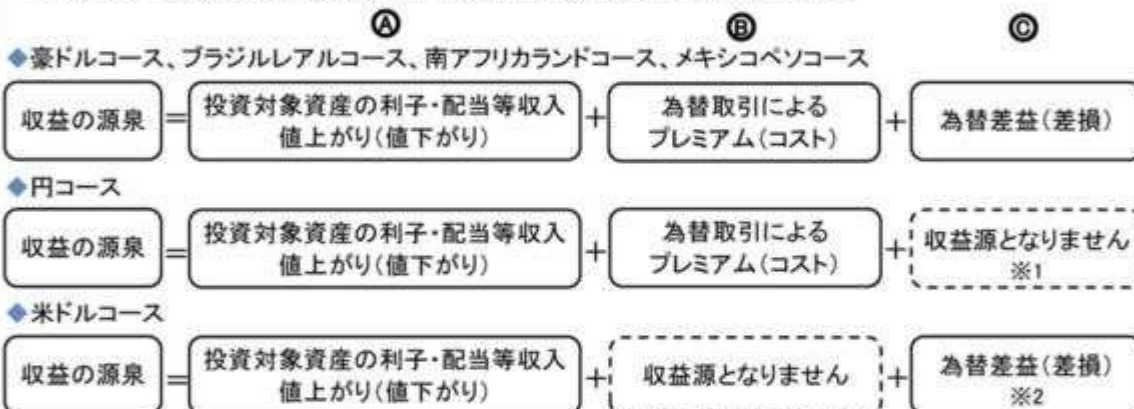 Ⓐ Ⓑ Ⓒ
◆豪ドルコース、ブラジルレアルコース、南アフリカランドコース、メキシコペソコース
収益の源泉 = 投資対象資産の利子・配当等収入 + 為替取引による + 為替差益(差損)
値上がり(値下がり) プレミアム(コスト)
◆円コース
収益の源泉 = 投資対象資産の利子・配当等収入 + 為替取引による + 収益源となりません
値上がり(値下がり) プレミアム(コスト) ※1
◆米ドルコース
収益の源泉 = 投資対象資産の利子・配当等収入 + 収益源となりません + 為替差益(差損)
値上がり(値下がり) ※2